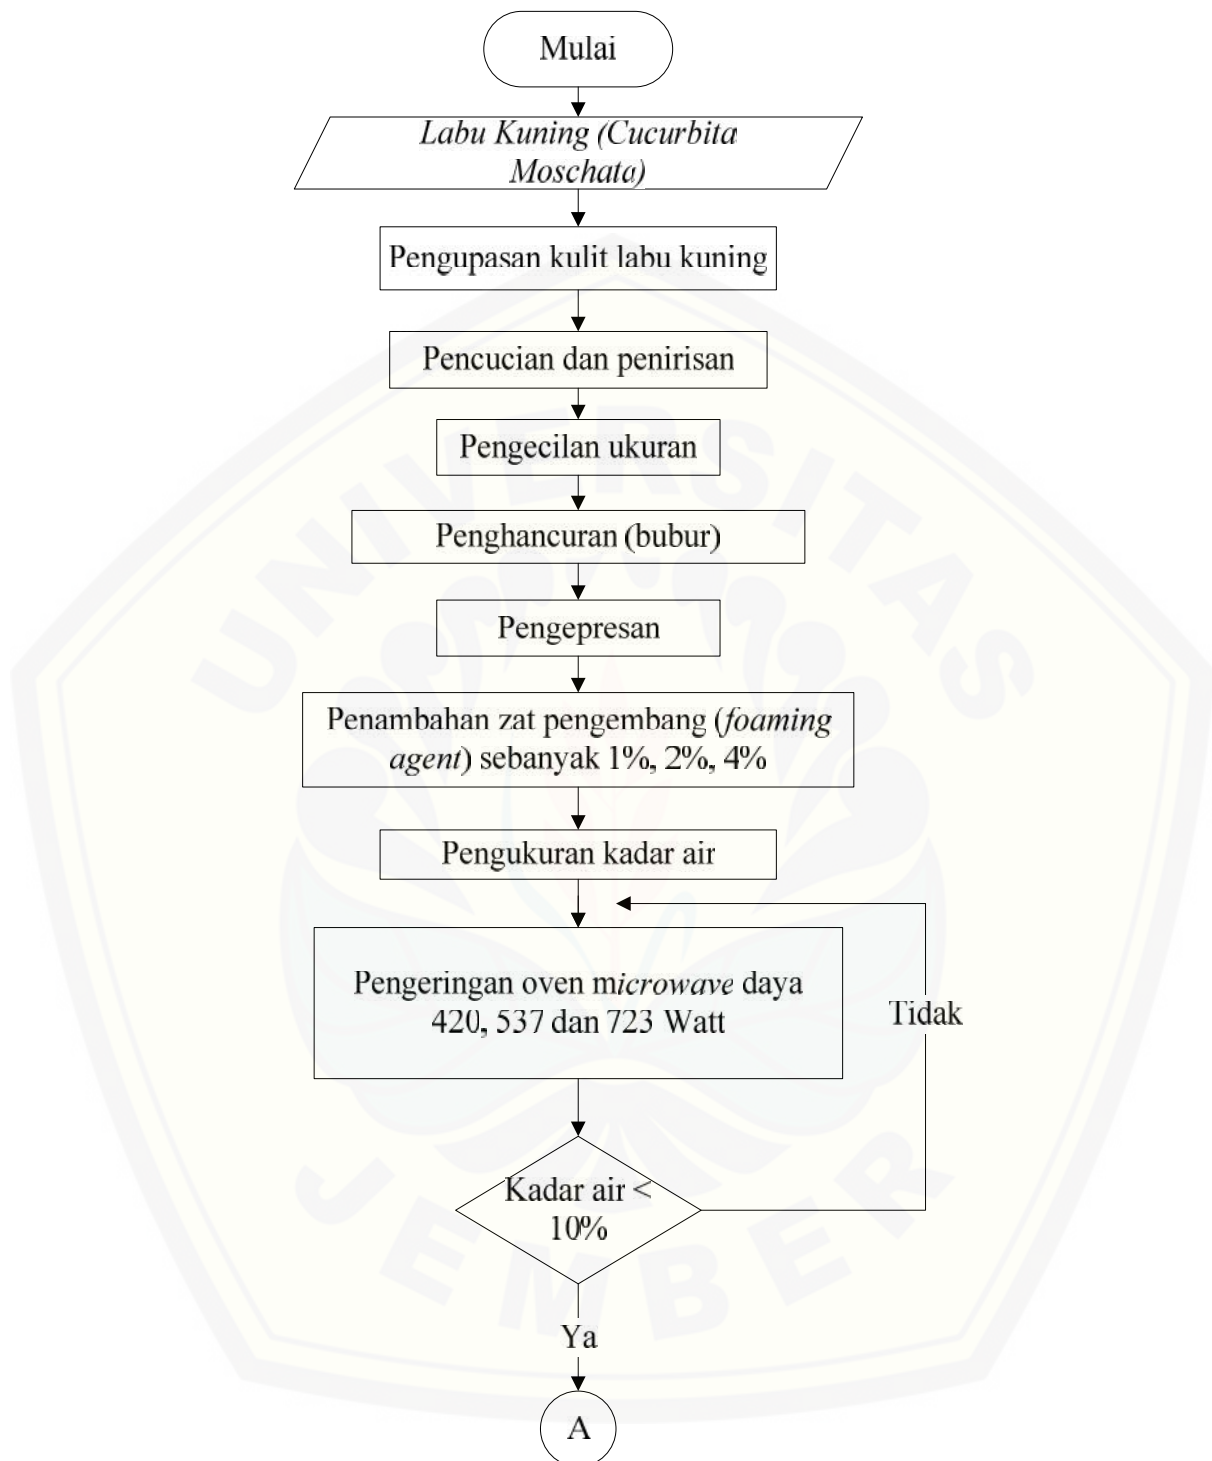 Mulai
Labu Kuning (Cucurbita
Moschata)
Pengupasan kulit labu kuning
Pencucian dan penirisan
Pengecilan ukuran
Penghancuran (bubur)
Pengepresan
Penambahan zat pengembang (foaming
agent) sebanyak 1%, 2%, 4%
Pengukuran kadar air
Pengeringan oven microwave daya
420, 537 dan 723 Watt
Tidak
Kadar air <
10%
Ya
A
UNIVERSITAS
JEMBER